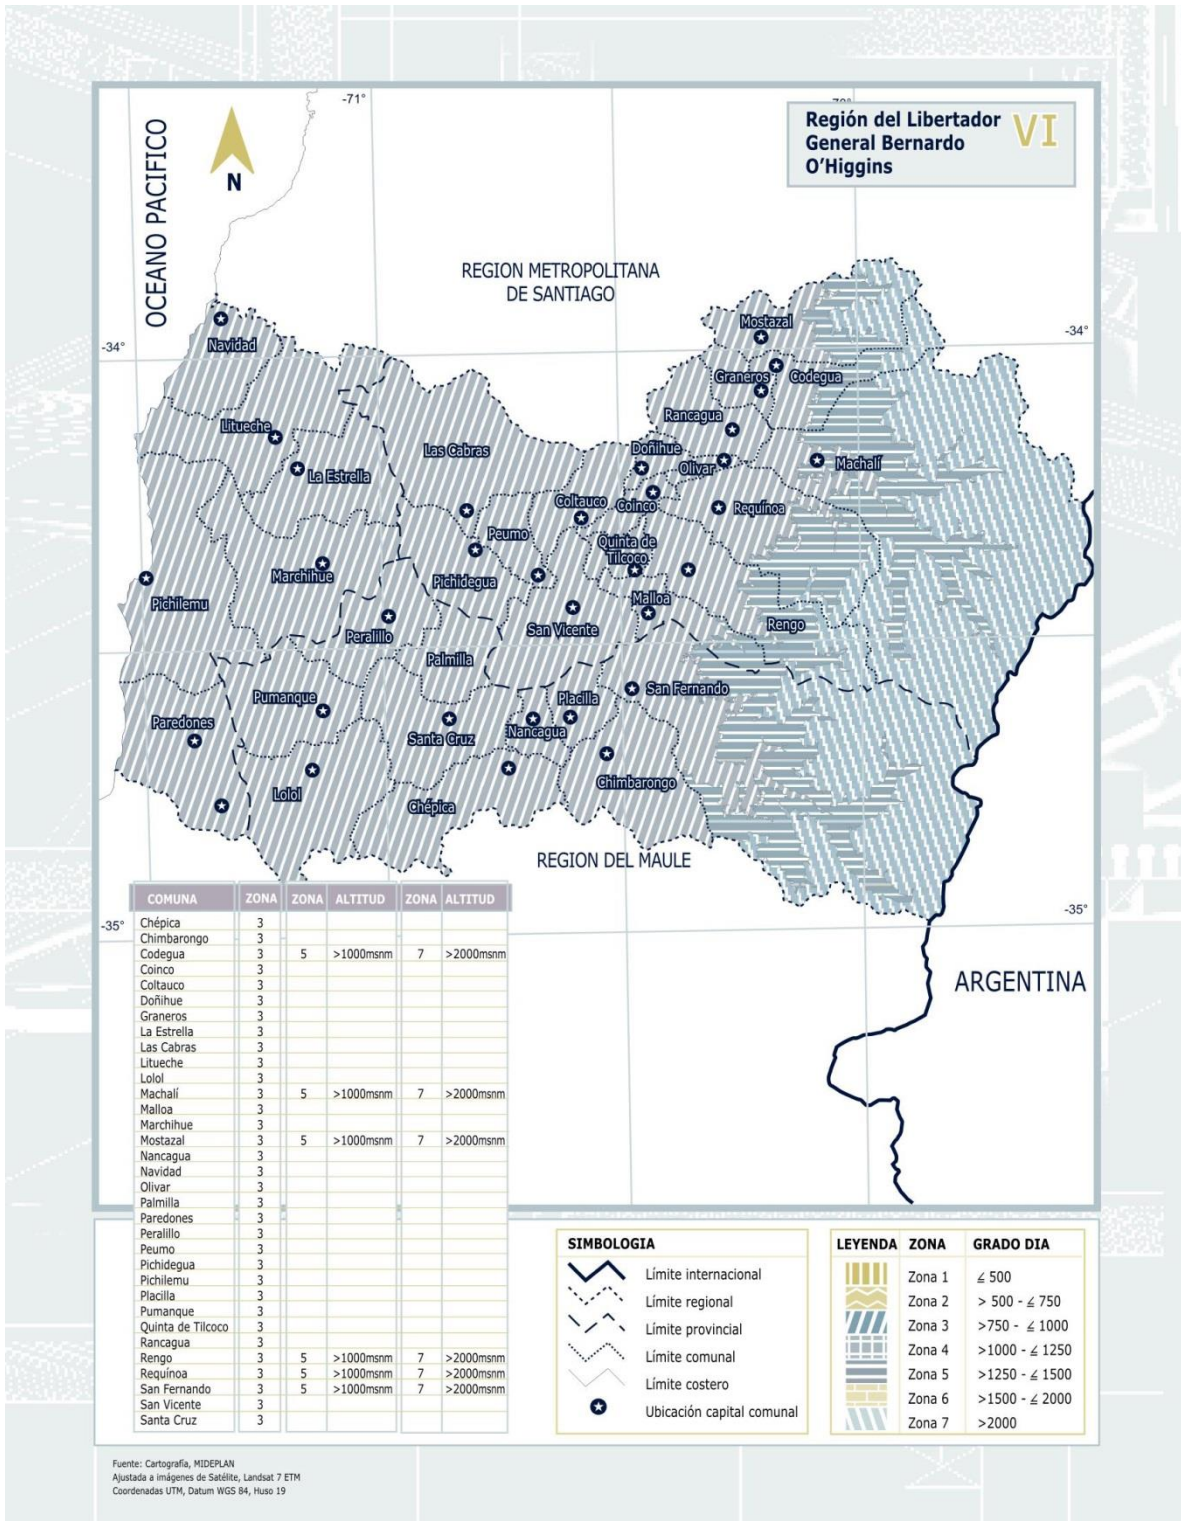 -71°
Región del Libertador
General Bernardo
O'Higgins
VI
OCEANO PACIFICO
N
REGION METROPOLITANA
DE SANTIAGO
-34°
-34°
Navidad
Mostazal
Graneros
Codegua
Litueche
La Estrella
Las Cabras
Rancagua
Doñihue
Olivar
Machalí
Coltauco
Coinco
Requínoa
Peumo
Quinta de
Tilcoco
Marchihue
Pichidegua
Pichilemu
Malloa
Peralillo
San Vicente
Rengo
Palmilla
Pumanque
Placilla
San Fernando
Paredones
Santa Cruz
Nancagua
Chimbarongo
Lolol
Chépica
REGION DEL MAULE
-35°
-35°
ARGENTINA
COMUNA ZONA ZONA ALTITUD ZONA ALTITUD
Chépica 3
Chimbarongo 3
Codegua 3 5 >1000msnm 7 >2000msnm
Coinco 3
Coltauco 3
Doñihue 3
Graneros 3
La Estrella 3
Las Cabras 3
Litueche 3
Lolol 3
Machalí 3 5 >1000msnm 7 >2000msnm
Malloa 3
Marchihue 3
Mostazal 3 5 >1000msnm 7 >2000msnm
Nancagua 3
Navidad 3
Olivar 3
Palmilla 3
Paredones 3
Peralillo 3
Peumo 3
Pichidegua 3
Pichilemu 3
Placilla 3
Pumanque 3
Quinta de Tilcoco 3
Rancagua 3
Rengo 3 5 >1000msnm 7 >2000msnm
Requínoa 3 5 >1000msnm 7 >2000msnm
San Fernando 3 5 >1000msnm 7 >2000msnm
San Vicente 3
Santa Cruz 3
SIMBOLOGIA
Límite internacional
Límite regional
Límite provincial
Límite comunal
Límite costero
Ubicación capital comunal
LEYENDA ZONA GRADO DIA
Zona 1 ≤ 500
Zona 2 > 500 - ≤ 750
Zona 3 >750 - ≤ 1000
Zona 4 >1000 - ≤ 1250
Zona 5 >1250 - ≤ 1500
Zona 6 >1500 - ≤ 2000
Zona 7 >2000
Fuente: Cartografía, MIDEPLAN
Ajustada a imágenes de Satélite, Landsat 7 ETM
Coordenadas UTM, Datum WGS 84, Huso 19